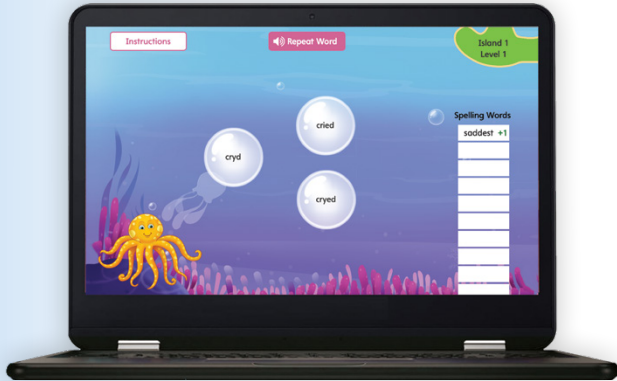 Instructions
Repeat Word
Island 1
Level 1
Spelling Words
saddest +1
cried
cryd
cryed